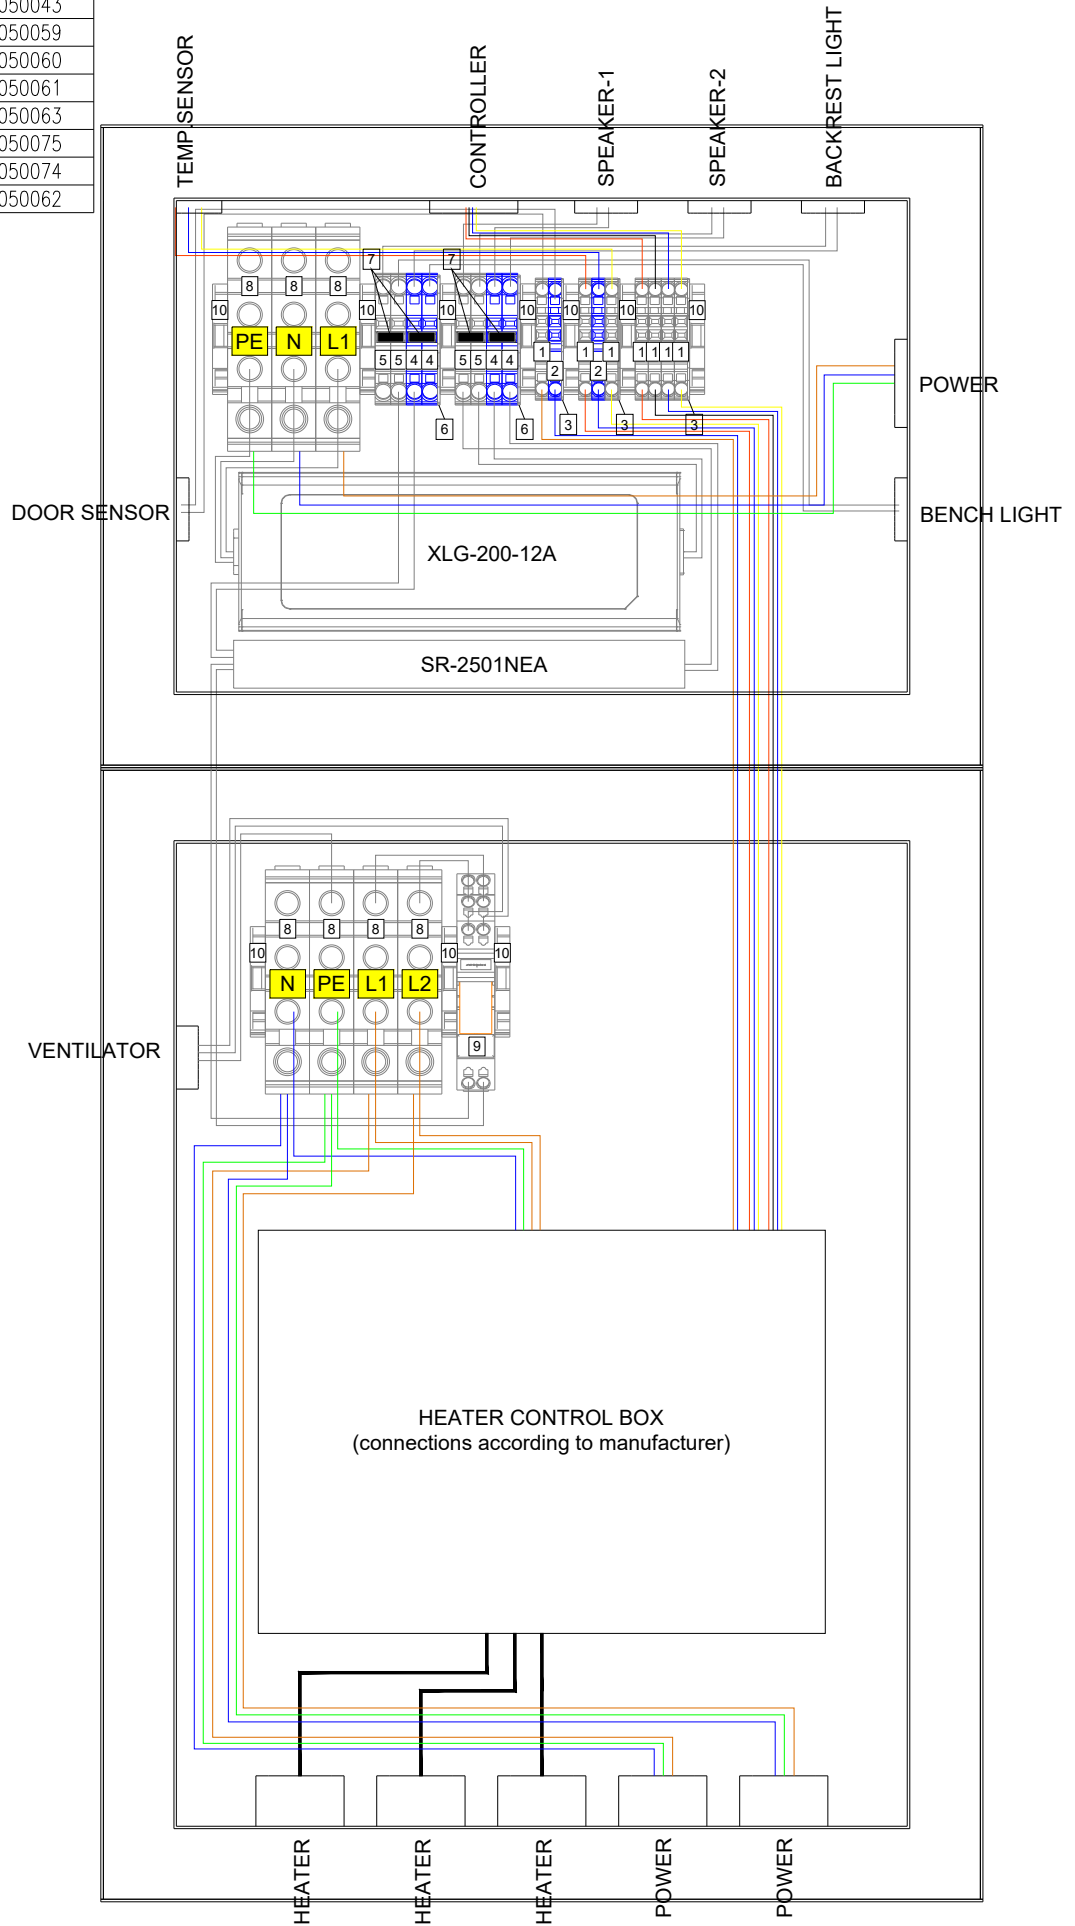 050043
050059
050060
050061
050063
050075
050074
050062
TEMP.SENSOR
CONTROLLER
SPEAKER-1
SPEAKER-2
BACKREST LIGHT
7
7
8
8
8
10
10
10
10
10
10
10
PE
N
L1
5
5
4
4
5
5
4
4
1
1
1
1
1
1
1
2
2
6
6
3
3
3
POWER
DOOR SENSOR
BENCH LIGHT
XLG-200-12A
SR-2501NEA
8
8
8
8
10
10
10
N
PE
L1
L2
9
VENTILATOR
HEATER CONTROL BOX
(connections according to manufacturer)
HEATER
HEATER
HEATER
POWER
POWER